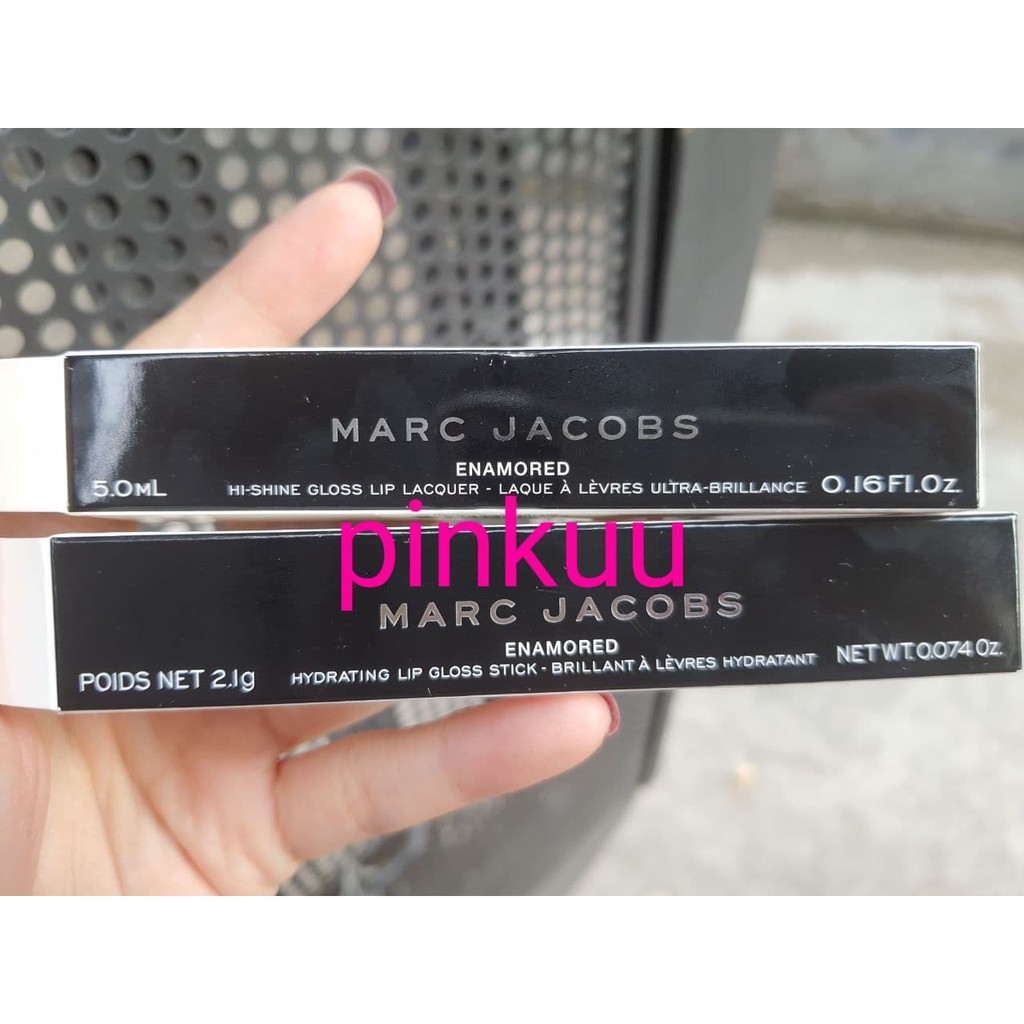 MARC JACOBS
ENAMORED
5.0ML HI-SHINE GLOSS LIP LACQUER - LAQUE À LÈVRES ULTRA-BRILLANCE 0.16 Fl.Oz.
pinkuu
MARC JACOBS
ENAMORED
POIDS NET 2.1g HYDRATING LIP GLOSS STICK - BRILLANT À LÈVRES HYDRATANT NET WT. 0.074 Oz.